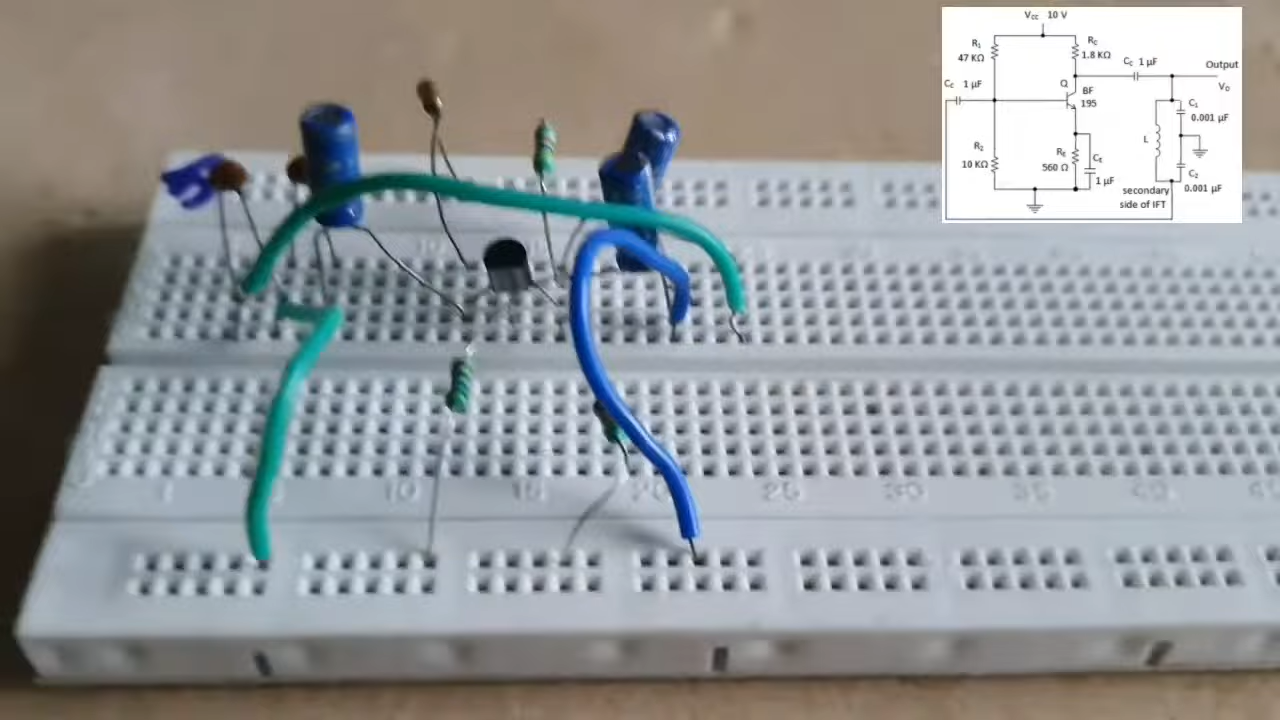 Vcc 10 V
R1
47 KΩ
Rc
1.8 KΩ
Cc 1 µF
Output
Vo
Cc 1 µF
Q
BF
195
C1
0.001 µF
L
R2
10 KΩ
RE
560 Ω
CE
1 µF
C2
0.001 µF
secondary
side of IFT
10 15 20 25 30 35 40